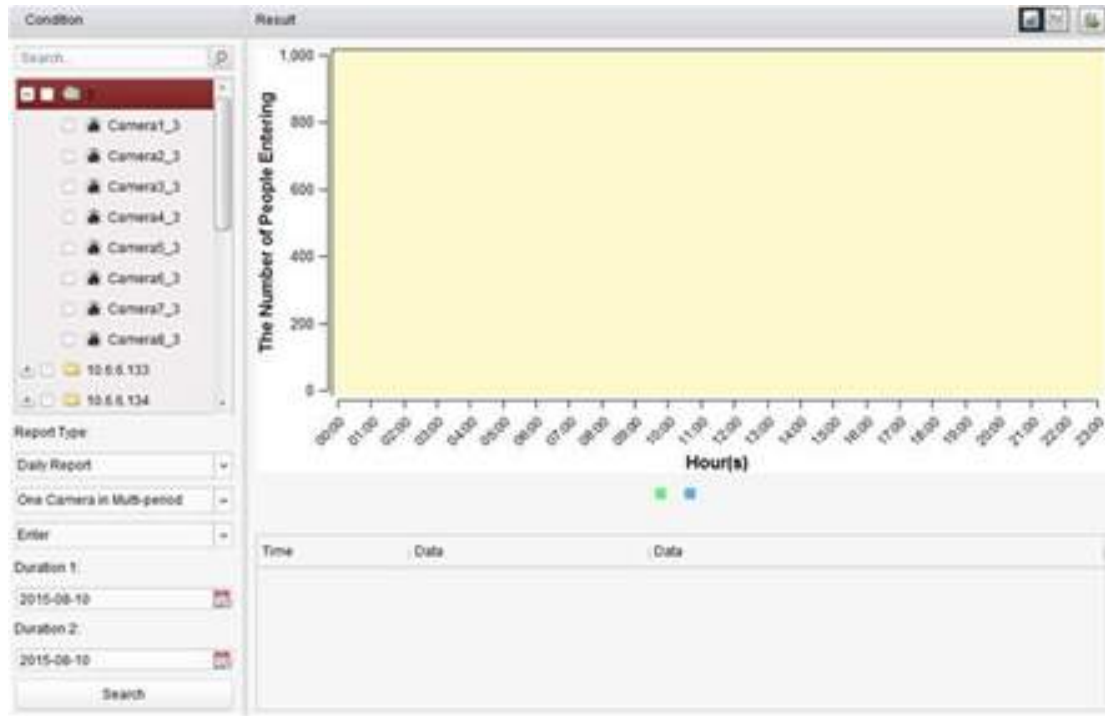 Condition
Search...
3
Camera1_3
Camera2_3
Camera3_3
Camera4_3
Camera5_3
Camera6_3
Camera7_3
Camera8_3
10.6.6.133
10.6.6.134
Report Type
Daily Report
One Camera in Multi-period
Enter
Duration 1:
2015-08-10
Duration 2:
2015-08-10
Search
Result
The Number of People Entering
1,000
800
600
400
200
0
00:00 01:00 02:00 03:00 04:00 05:00 06:00 07:00 08:00 09:00 10:00 11:00 12:00 13:00 14:00 15:00 16:00 17:00 18:00 19:00 20:00 21:00 22:00 23:00
Hour(s)
Time Data Data